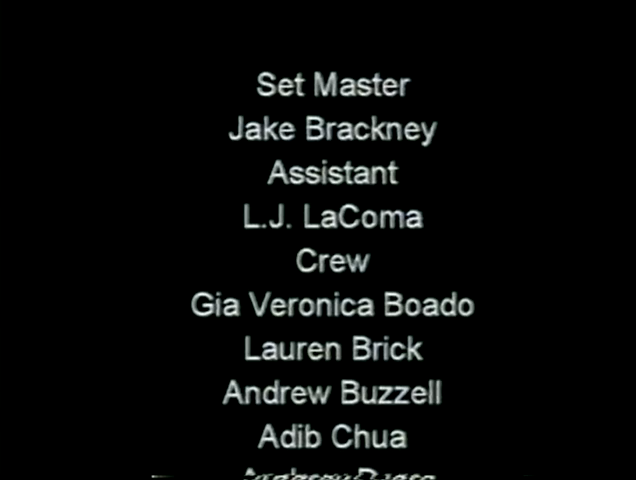 Set Master
Jake Brackney
Assistant
L.J. LaComa
Crew
Gia Veronica Boado
Lauren Brick
Andrew Buzzell
Adib Chua